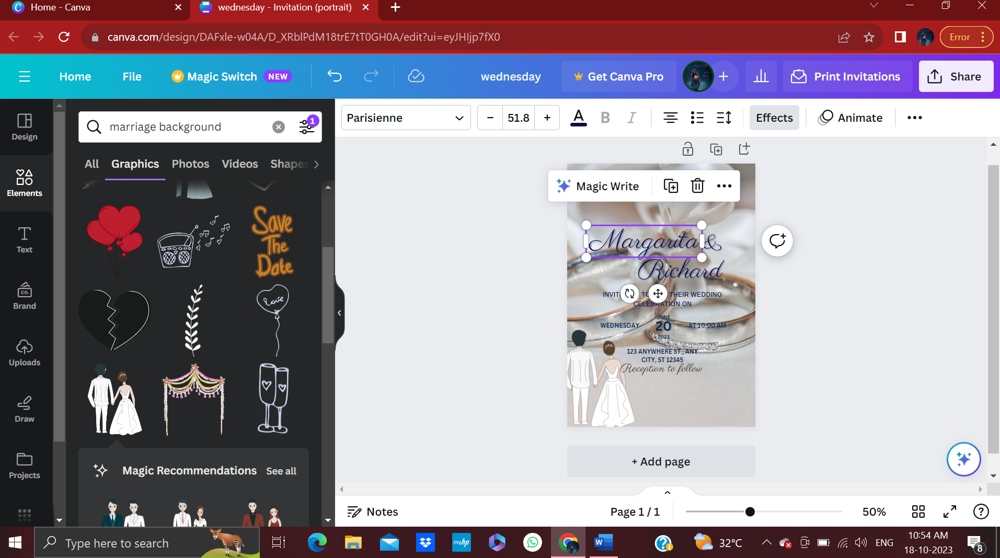 Home - Canva
wednesday - Invitation (portrait)
canva.com/design/DAFxle-w04A/D_XRblPdM18trE7tT0GH0A/edit?ui=eyJHIjp7fX0
Error
Home
File
Magic Switch
NEW
wednesday
Get Canva Pro
Print Invitations
Share
Design
Elements
Text
CO.
Brand
Uploads
Draw
Projects
marriage background
1
All
Graphics
Photos
Videos
Shapes
Save
The
Date
love
Magic Recommendations
See all
Parisienne
51.8
A
B
I
Effects
Animate
Magic Write
Margarita &
Richard
THEIR WEDDING
CELEBRATION ON
JUNE
WEDNESDAY
20
AT 10:00 AM
2023
123 ANYWHERE ST., ANY
CITY, ST 12345
Reception to follow
+ Add page
Notes
Page 1 / 1
50%
Type here to search
myhp
W
32°C
ENG
10:54 AM
18-10-2023
8